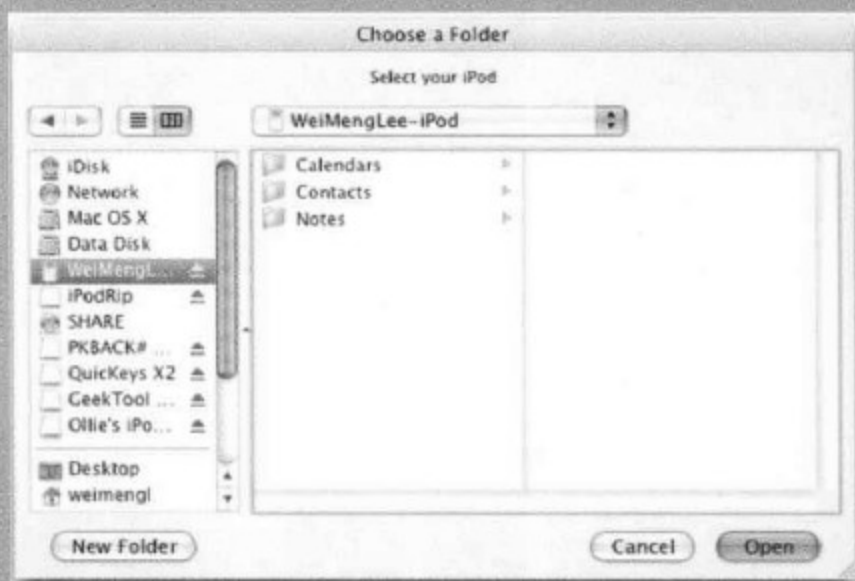 Choose a Folder
Select your iPod
WeiMengLee-iPod
iDisk
Network
Mac OS X
Data Disk
WeiMengL...
iPodRip
SHARE
PKBACK# ...
QuicKeys X2
GeekTool ...
Ollie's iPo...
Desktop
weimengl
Calendars
Contacts
Notes
New Folder
Cancel
Open